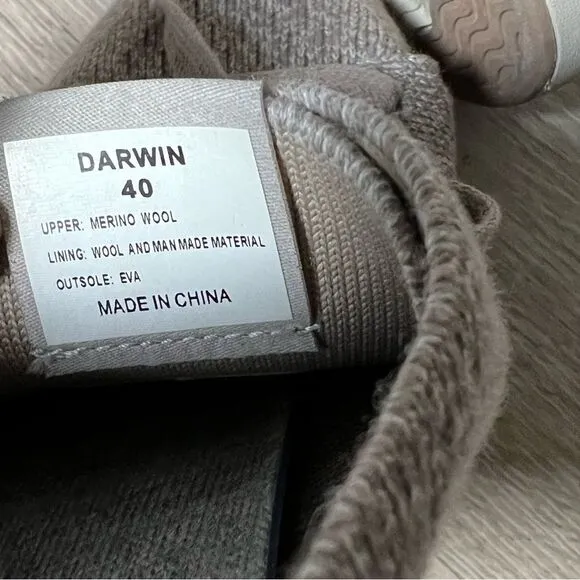 DARWIN
40
UPPER: MERINO WOOL
LINING: WOOL AND MAN MADE MATERIAL
OUTSOLE: EVA
MADE IN CHINA